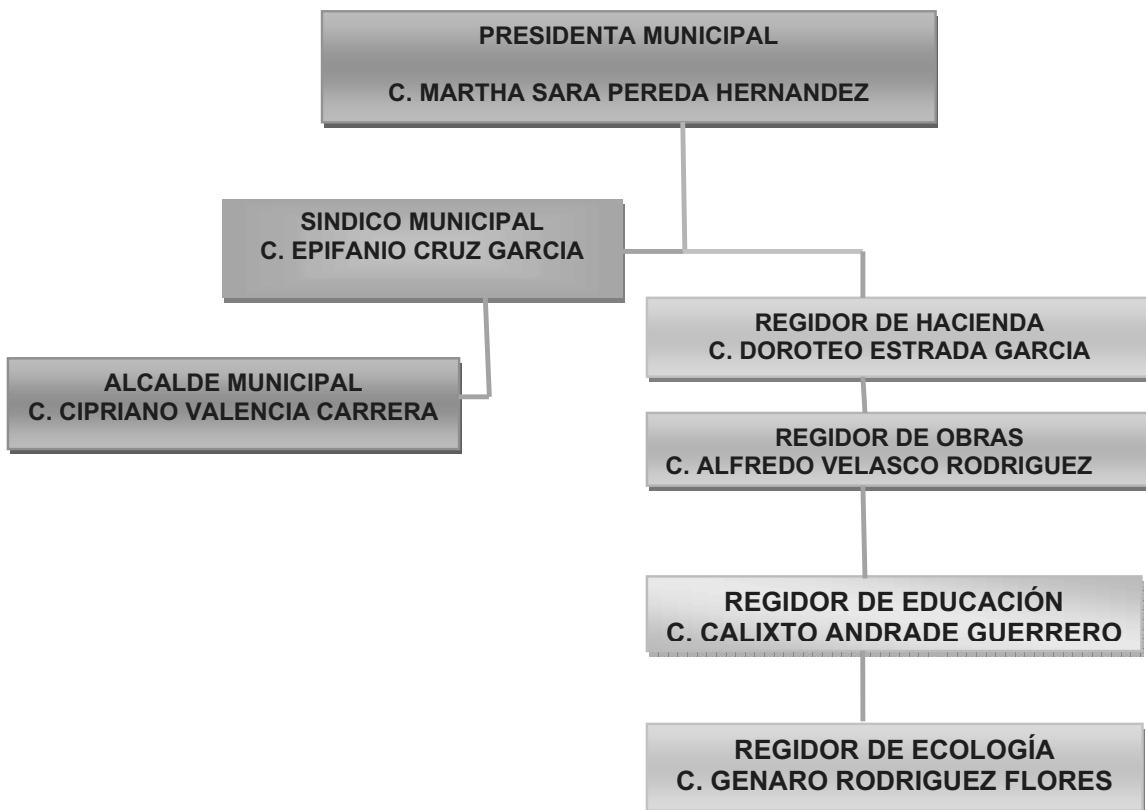 PRESIDENTA MUNICIPAL
C. MARTHA SARA PEREDA HERNANDEZ
SINDICO MUNICIPAL
C. EPIFANIO CRUZ GARCIA
REGIDOR DE HACIENDA
C. DOROTEO ESTRADA GARCIA
ALCALDE MUNICIPAL
C. CIPRIANO VALENCIA CARRERA
REGIDOR DE OBRAS
C. ALFREDO VELASCO RODRIGUEZ
REGIDOR DE EDUCACIÓN
C. CALIXTO ANDRADE GUERRERO
REGIDOR DE ECOLOGÍA
C. GENARO RODRIGUEZ FLORES